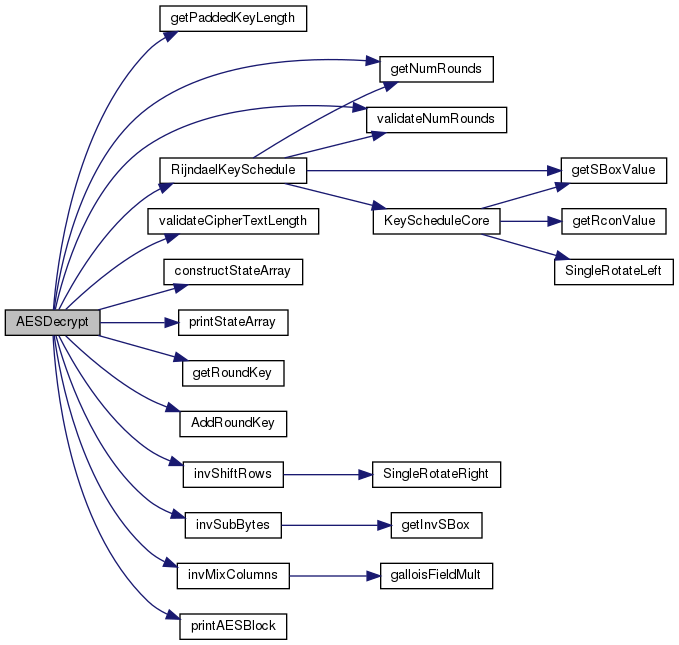 getPaddedKeyLength
getNumRounds
validateNumRounds
RijndaelKeySchedule
getSBoxValue
validateCipherTextLength
KeyScheduleCore
getRconValue
constructStateArray
SingleRotateLeft
AESDecrypt
printStateArray
getRoundKey
AddRoundKey
invShiftRows
SingleRotateRight
invSubBytes
getInvSBox
invMixColumns
galloisFieldMult
printAESBlock